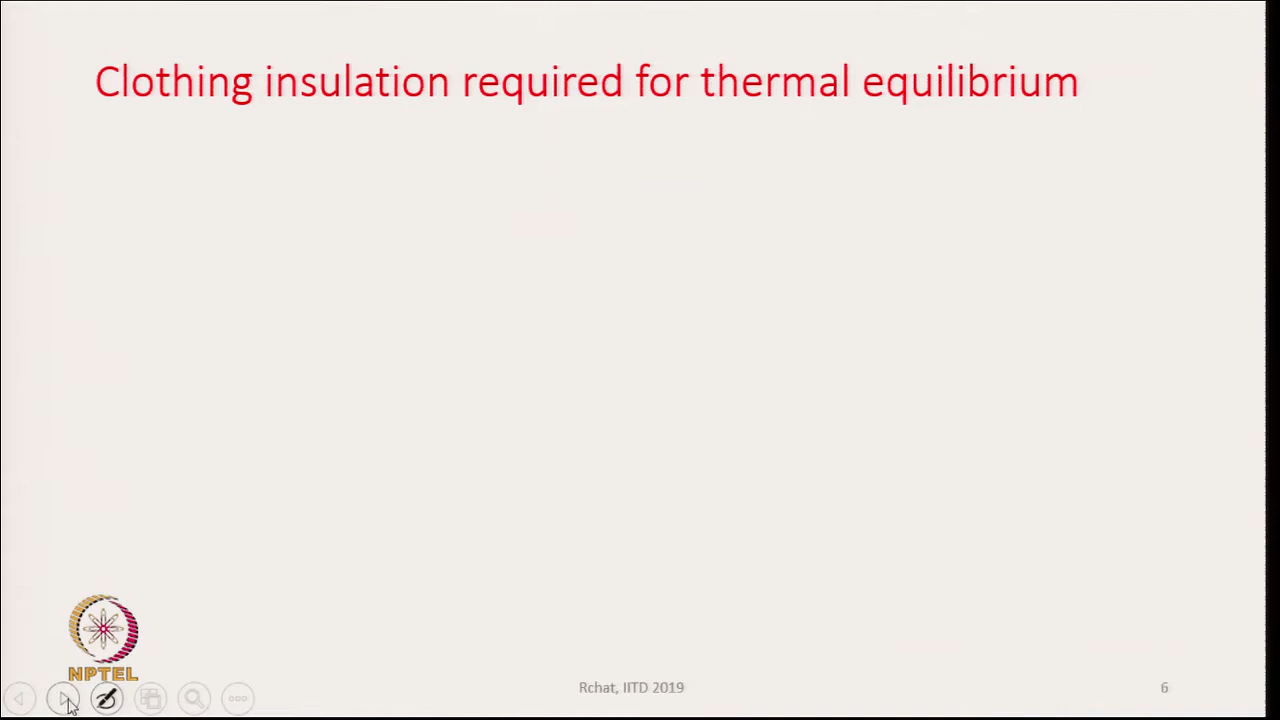 Clothing insulation required for thermal equilibrium
NPTEL
Rchat, IITD 2019
6